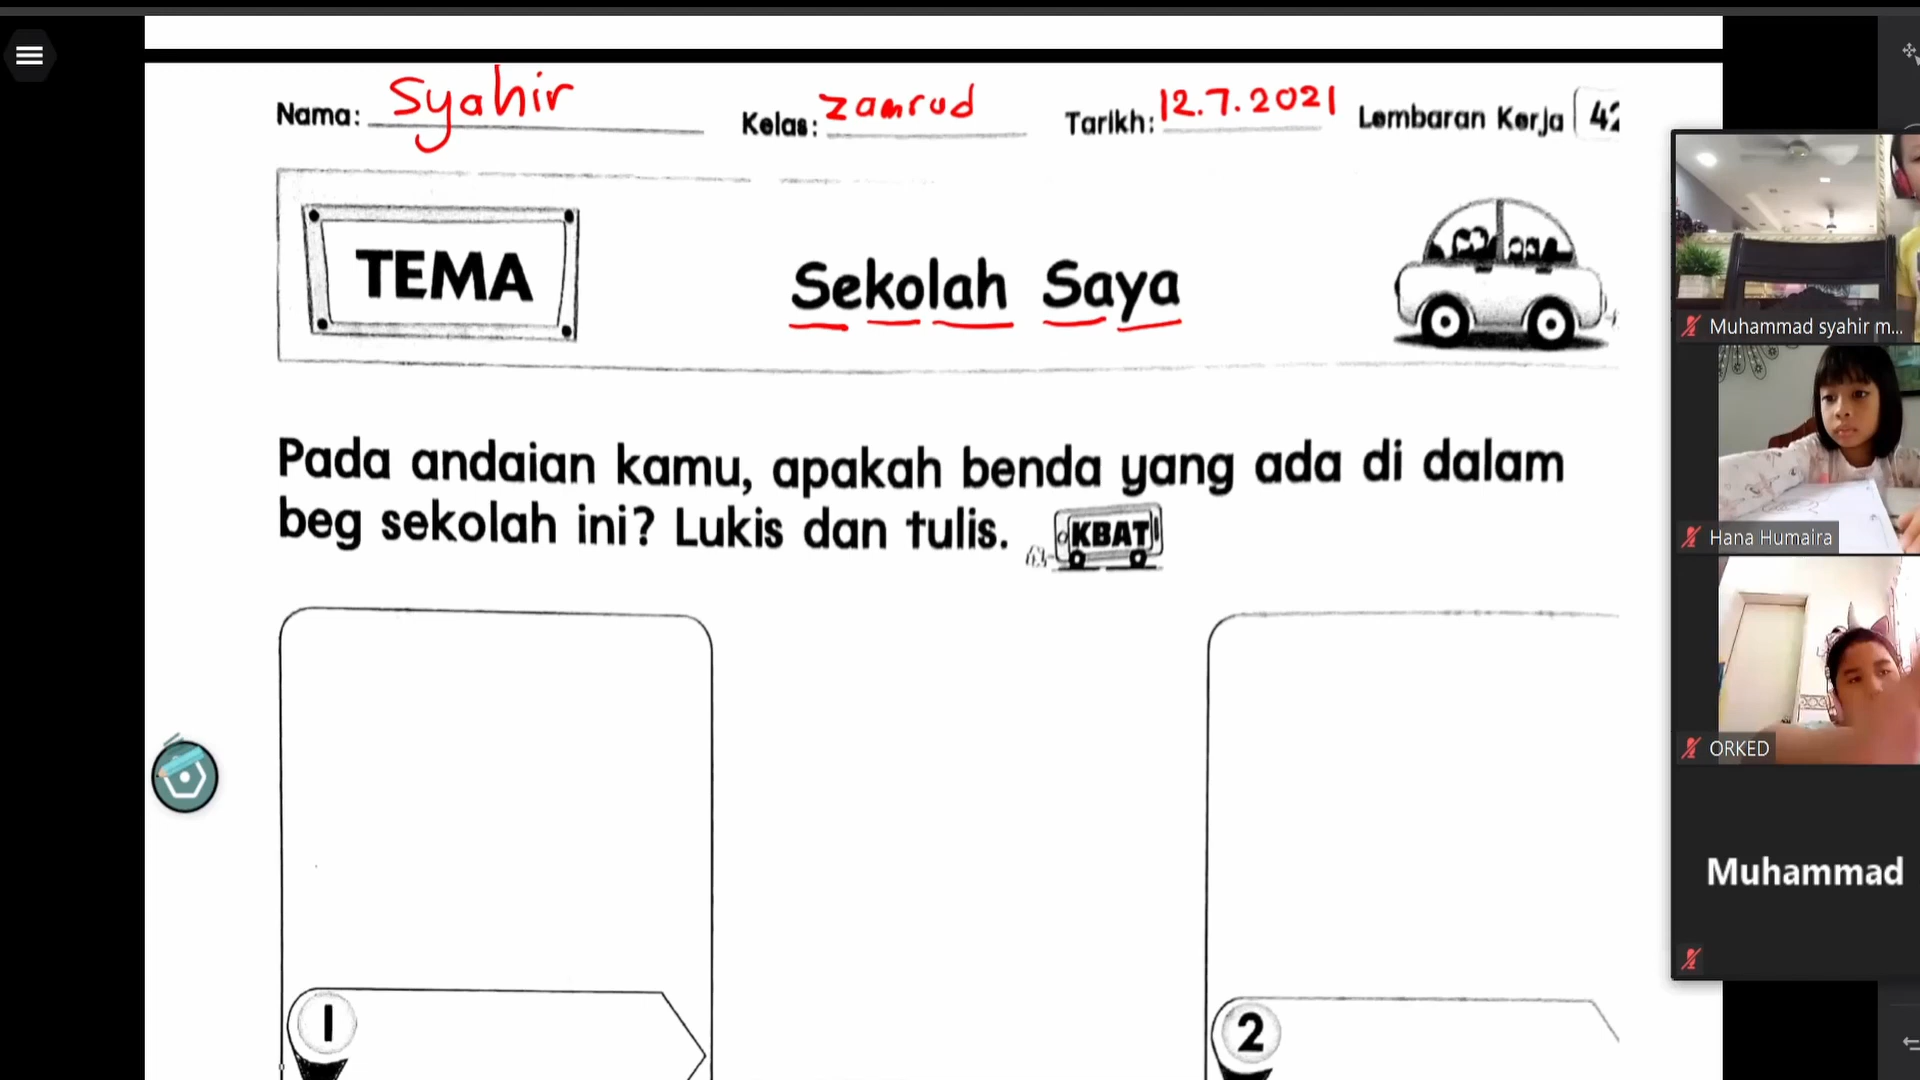 Nama: Syahir Kelas: Zamrud Tarikh: 12.7.2021 Lembaran Kerja 42
TEMA
Sekolah Saya
Pada andaian kamu, apakah benda yang ada di dalam
beg sekolah ini? Lukis dan tulis. KBAT
1
2
Muhammad syahir m...
Hana Humaira
ORKED
Muhammad